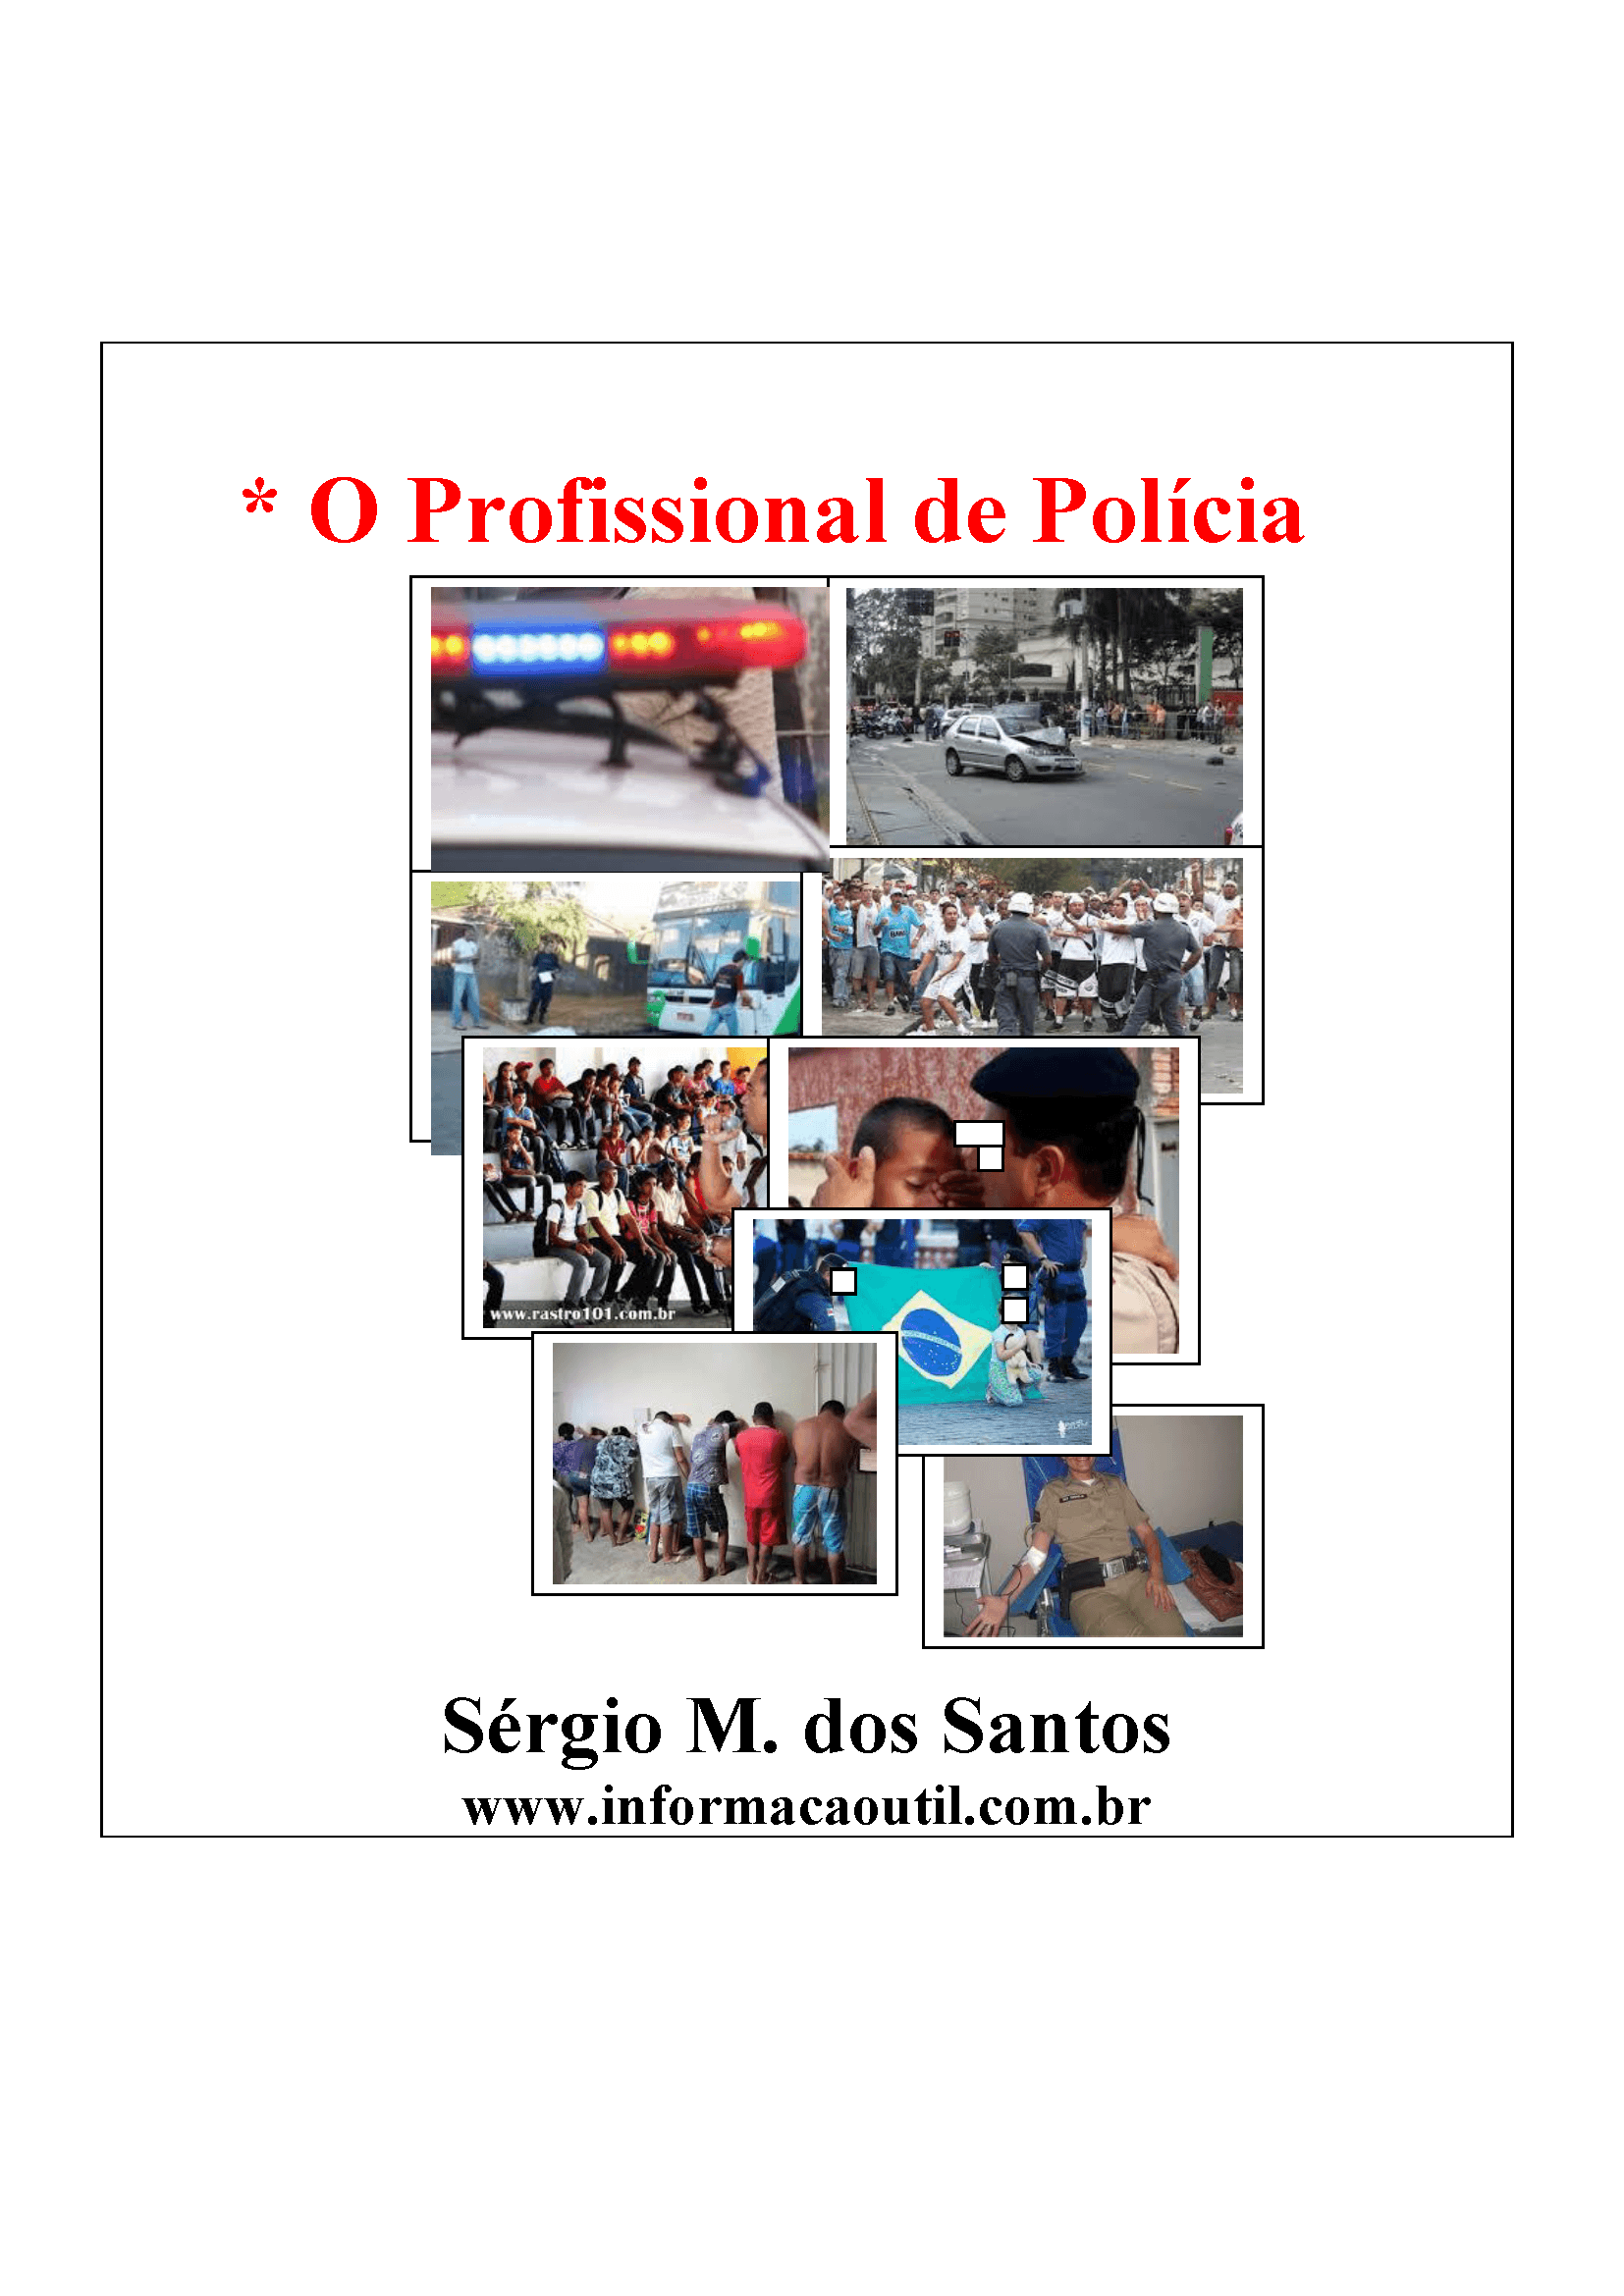 * O Profissional de Polícia
www.rastro101.com.br
Sérgio M. dos Santos
www.informacaoutil.com.br